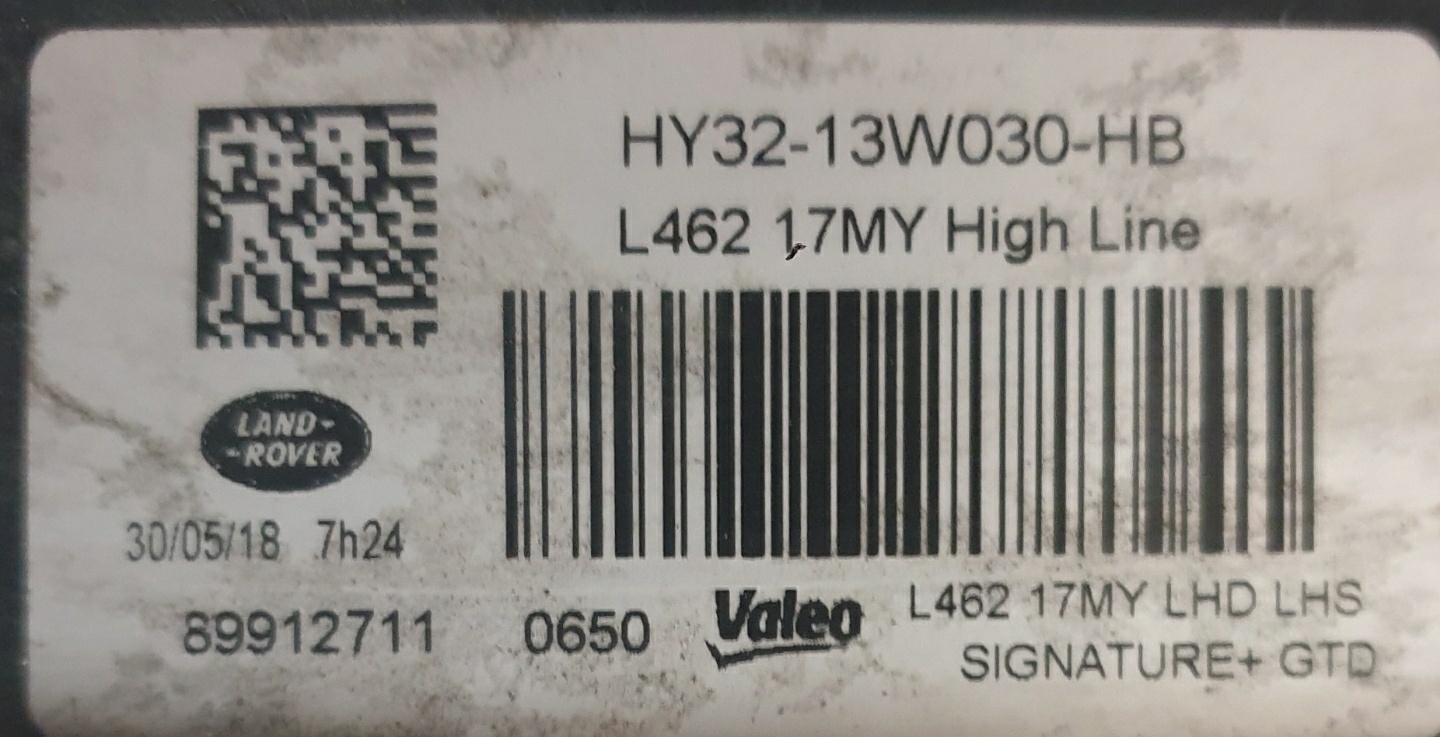 HY32-13W030-HB
L462 17MY High Line
LAND-
-ROVER
30/05/18 7h24
89912711 0650 Valeo
L462 17MY LHD LHS
SIGNATURE+ GTD